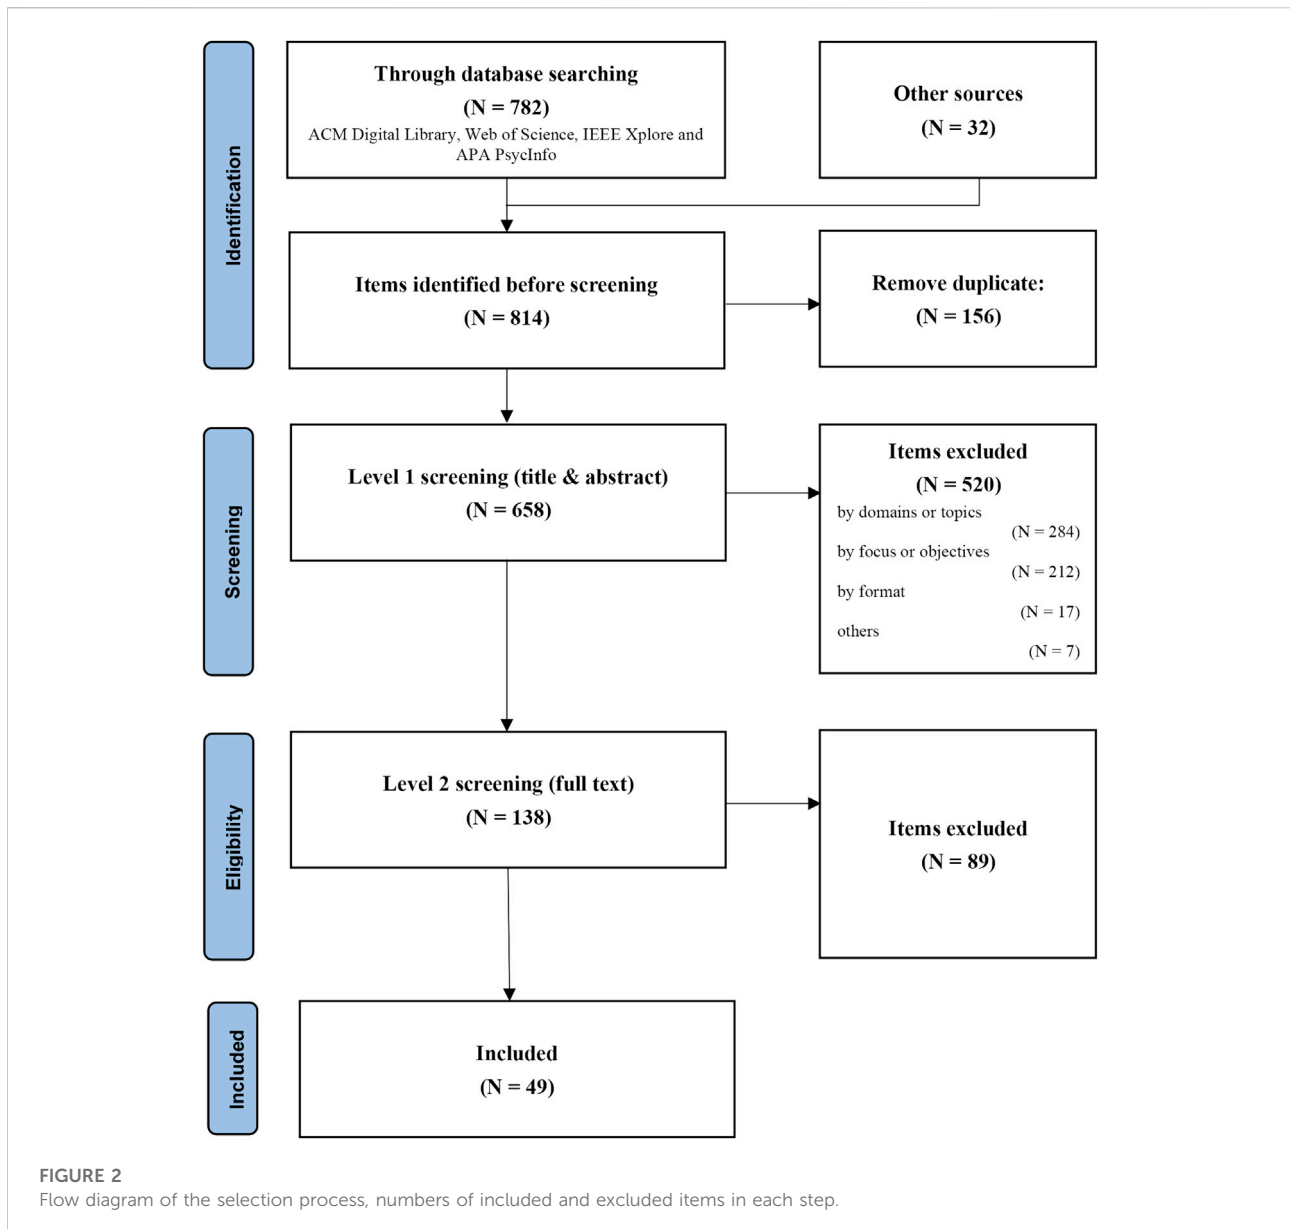 Identification
Through database searching
(N = 782)
ACM Digital Library, Web of Science, IEEE Xplore and
APA PsycInfo
Other sources
(N = 32)
Items identified before screening
(N = 814)
Remove duplicate:
(N = 156)
Screening
Level 1 screening (title & abstract)
(N = 658)
Items excluded
(N = 520)
by domains or topics
(N = 284)
by focus or objectives
(N = 212)
by format
(N = 17)
others
(N = 7)
Eligibility
Level 2 screening (full text)
(N = 138)
Items excluded
(N = 89)
Included
Included
(N = 49)
FIGURE 2
Flow diagram of the selection process, numbers of included and excluded items in each step.